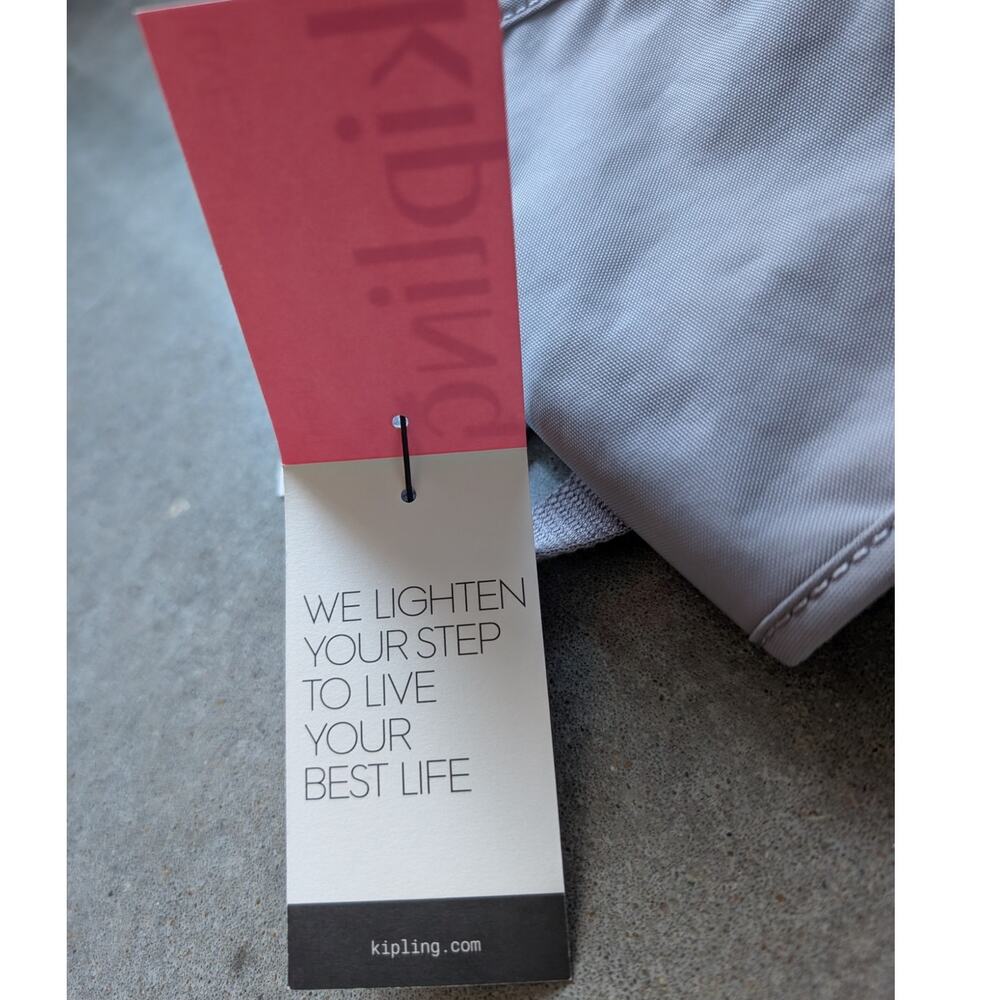 kipling
WE LIGHTEN
YOUR STEP
TO LIVE
YOUR
BEST LIFE
kipling.com